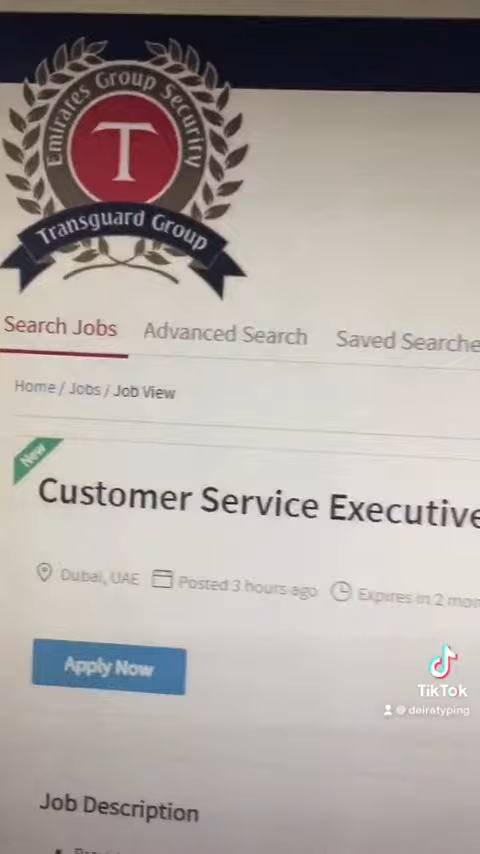 Emirates Group Security
T
Transguard Group
Search Jobs Advanced Search Saved Searche
Home / Jobs / Job View
New
Customer Service Executive
Dubai, UAE Posted 3 hours ago Expires in 2 mon
Apply Now
TikTok
@deiratyping
Job Description